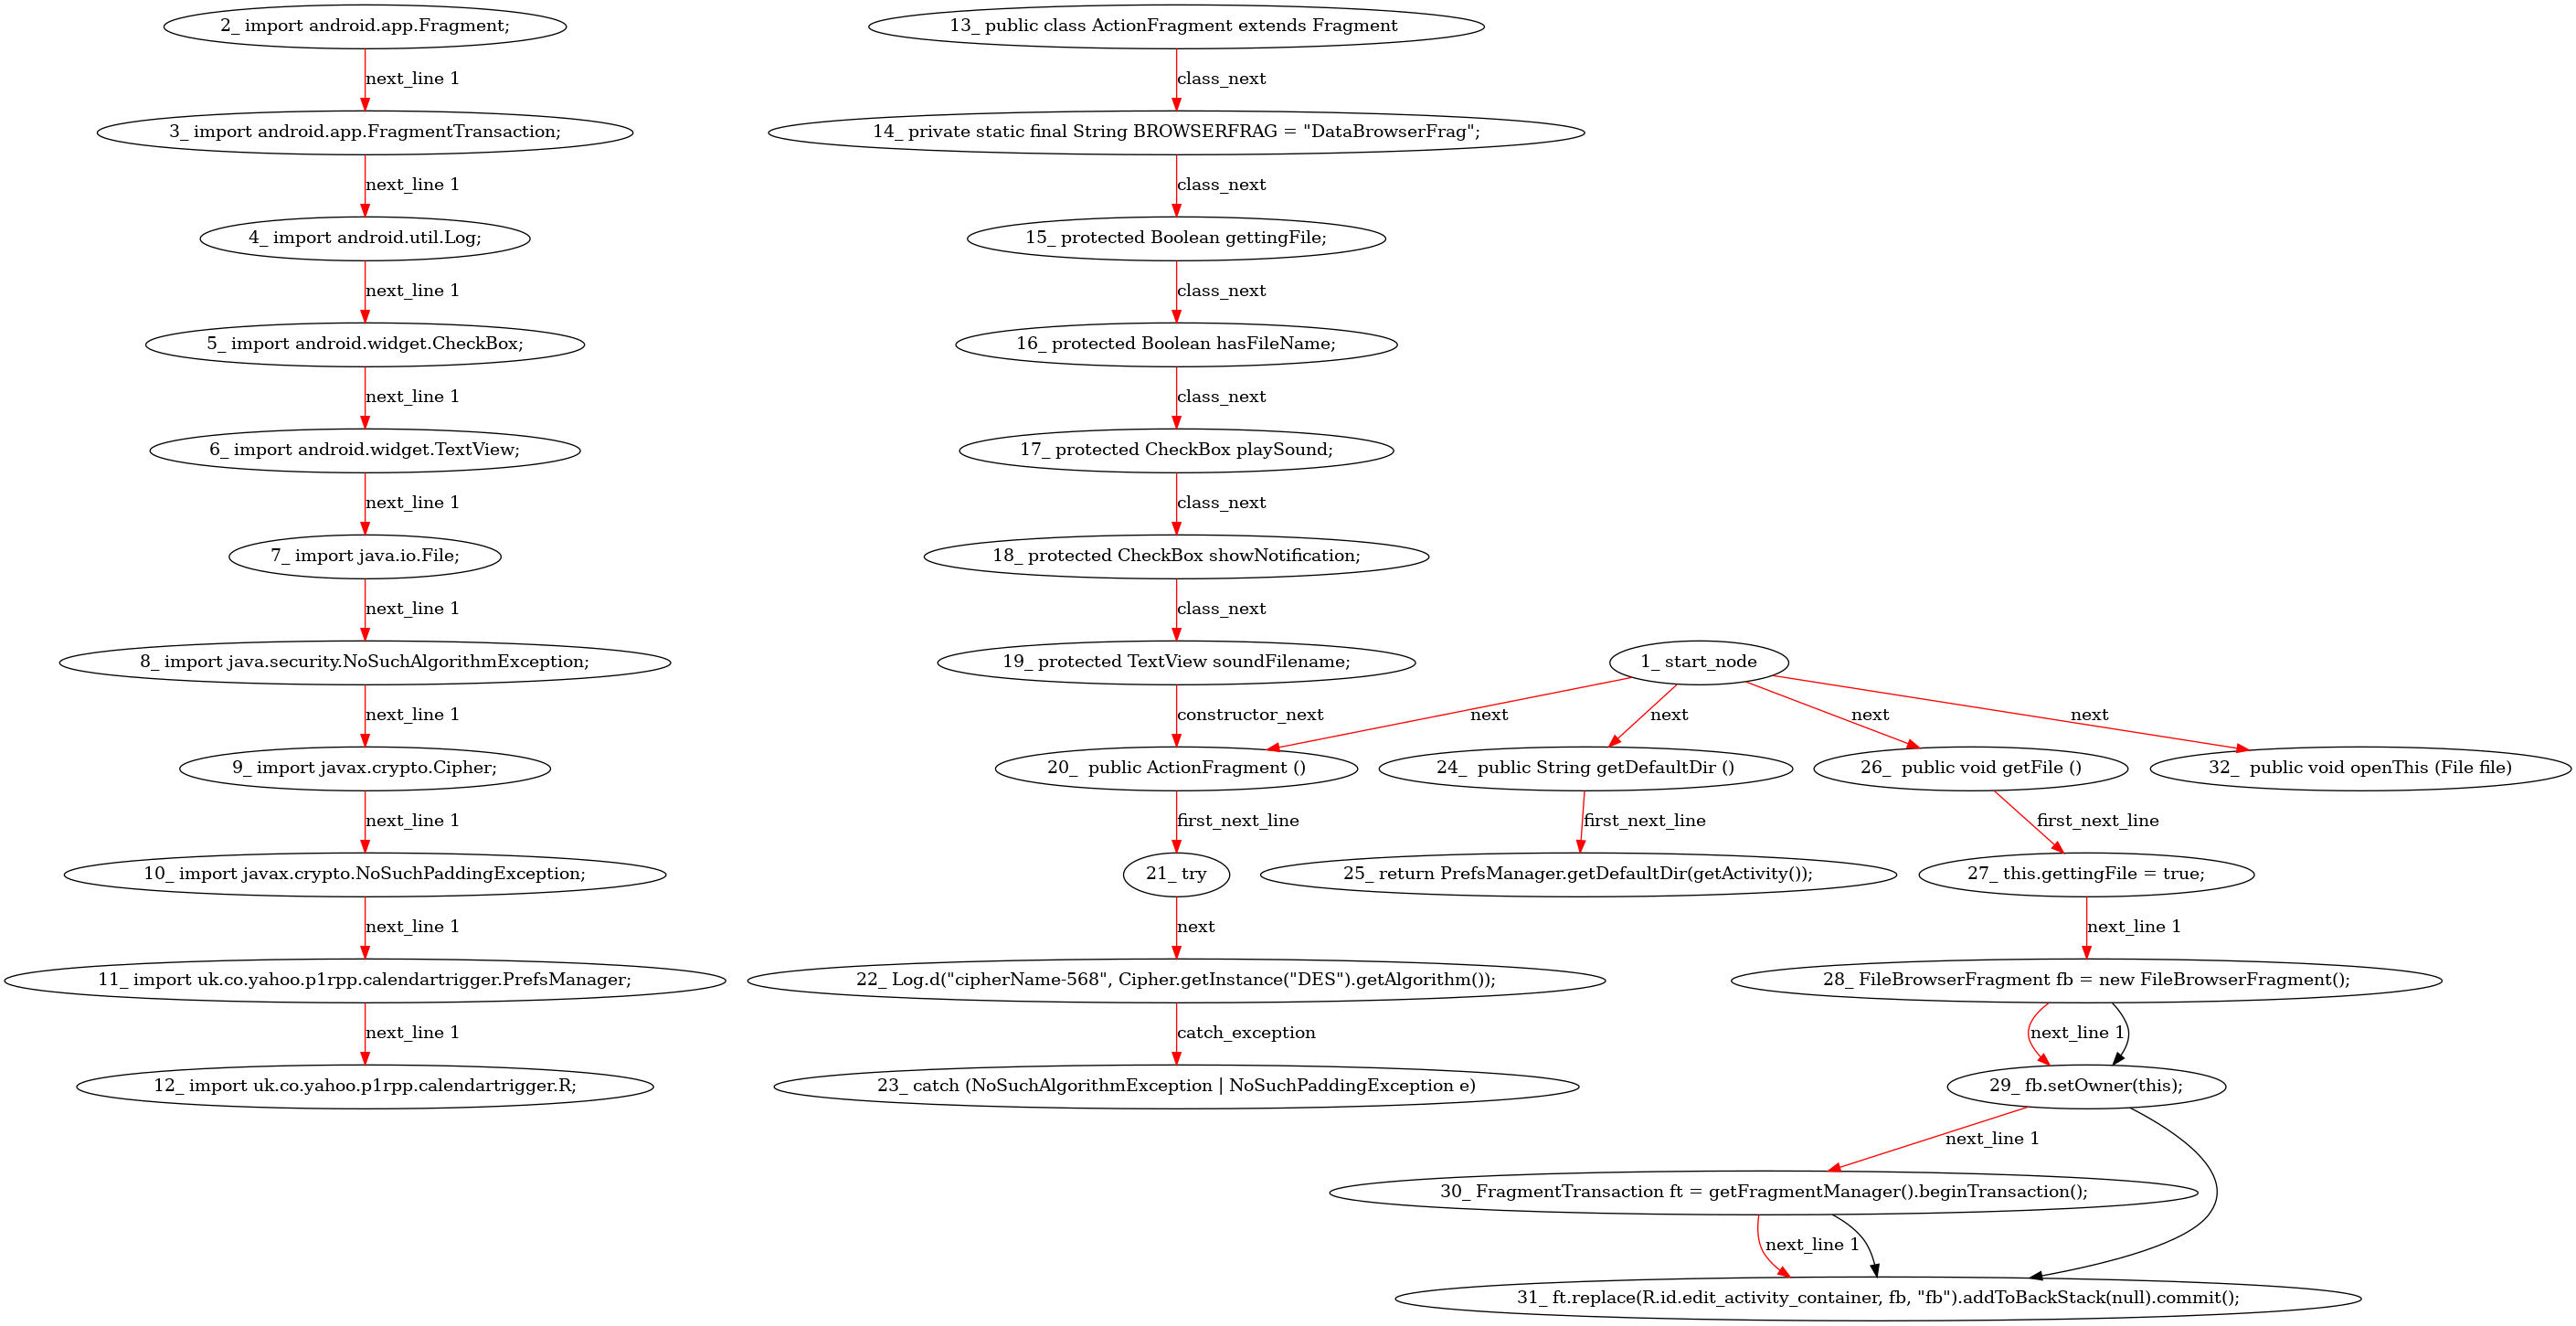 2_ import android.app.Fragment;
next_line 1
3_ import android.app.FragmentTransaction;
next_line 1
4_ import android.util.Log;
next_line 1
5_ import android.widget.CheckBox;
next_line 1
6_ import android.widget.TextView;
next_line 1
7_ import java.io.File;
next_line 1
8_ import java.security.NoSuchAlgorithmException;
next_line 1
9_ import javax.crypto.Cipher;
next_line 1
10_ import javax.crypto.NoSuchPaddingException;
next_line 1
11_ import uk.co.yahoo.p1rpp.calendartrigger.PrefsManager;
next_line 1
12_ import uk.co.yahoo.p1rpp.calendartrigger.R;
13_ public class ActionFragment extends Fragment
class_next
14_ private static final String BROWSERFRAG = "DataBrowserFrag";
class_next
15_ protected Boolean gettingFile;
class_next
16_ protected Boolean hasFileName;
class_next
17_ protected CheckBox playSound;
class_next
18_ protected CheckBox showNotification;
class_next
19_ protected TextView soundFilename;
constructor_next
1_ start_node
next
next
next
next
20_  public ActionFragment ()
first_next_line
21_ try
next
22_ Log.d("cipherName-568", Cipher.getInstance("DES").getAlgorithm());
catch_exception
23_ catch (NoSuchAlgorithmException | NoSuchPaddingException e)
24_  public String getDefaultDir ()
first_next_line
25_ return PrefsManager.getDefaultDir(getActivity());
26_  public void getFile ()
first_next_line
27_ this.gettingFile = true;
next_line 1
28_ FileBrowserFragment fb = new FileBrowserFragment();
next_line 1
29_ fb.setOwner(this);
next_line 1
30_ FragmentTransaction ft = getFragmentManager().beginTransaction();
next_line 1
31_ ft.replace(R.id.edit_activity_container, fb, "fb").addToBackStack(null).commit();
32_  public void openThis (File file)